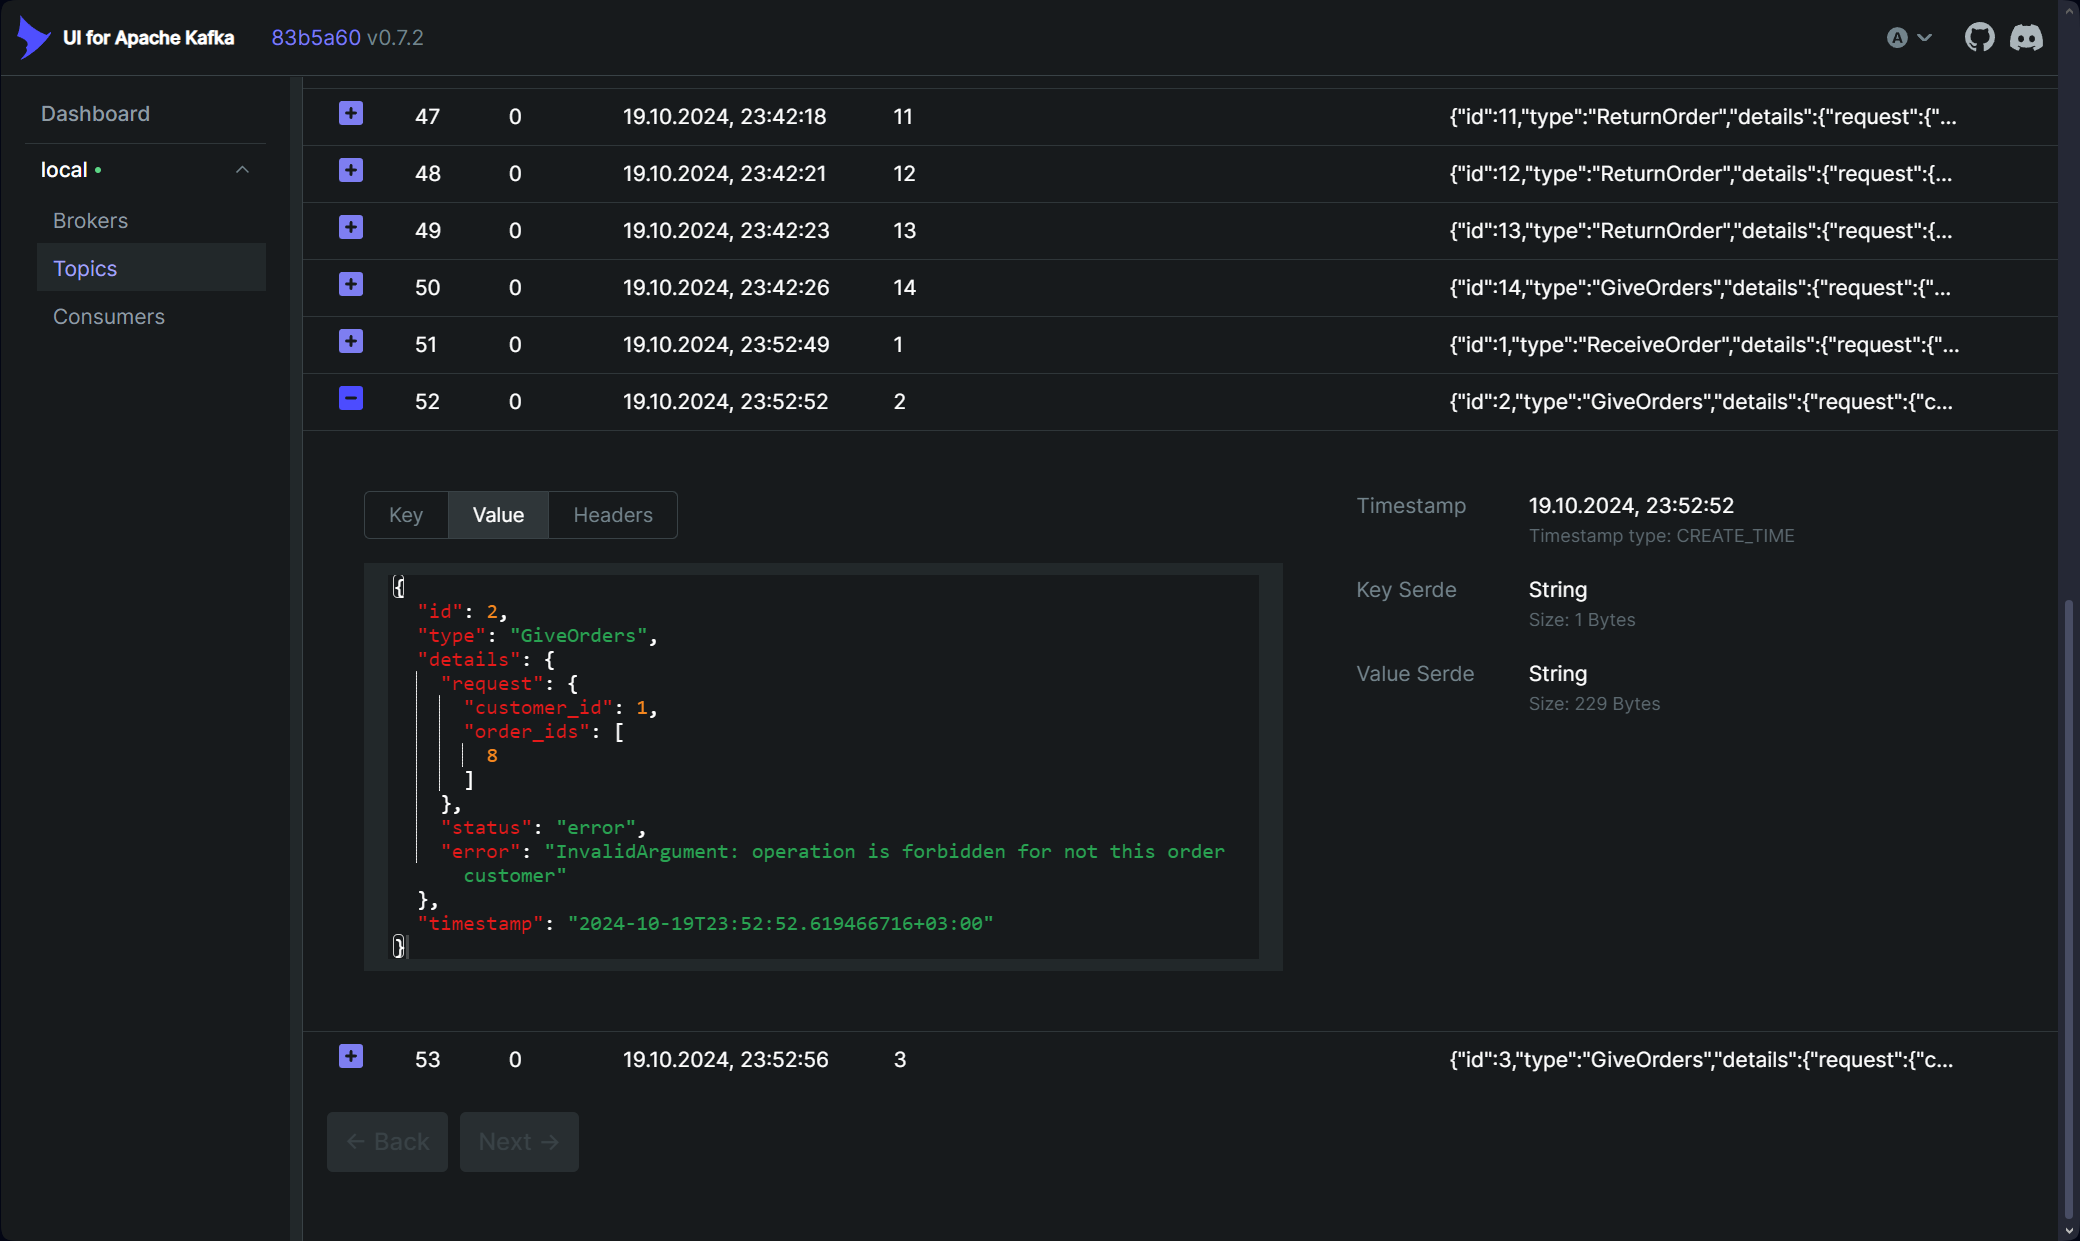 UI for Apache Kafka 83b5a60 v0.7.2 A
Dashboard
local
Brokers
Topics
Consumers
47 0 19.10.2024, 23:42:18 11 {"id":11,"type":"ReturnOrder","details":{"request":{"...
48 0 19.10.2024, 23:42:21 12 {"id":12,"type":"ReturnOrder","details":{"request":{...
49 0 19.10.2024, 23:42:23 13 {"id":13,"type":"ReturnOrder","details":{"request":{...
50 0 19.10.2024, 23:42:26 14 {"id":14,"type":"GiveOrders","details":{"request":{"...
51 0 19.10.2024, 23:52:49 1 {"id":1,"type":"ReceiveOrder","details":{"request":{"...
52 0 19.10.2024, 23:52:52 2 {"id":2,"type":"GiveOrders","details":{"request":{"c...
Key Value Headers
{
"id": 2,
"type": "GiveOrders",
"details": {
"request": {
"customer_id": 1,
"order_ids": [
8
]
},
"status": "error",
"error": "InvalidArgument: operation is forbidden for not this order
customer"
},
"timestamp": "2024-10-19T23:52:52.619466716+03:00"
}
Timestamp 19.10.2024, 23:52:52
Timestamp type: CREATE_TIME
Key Serde String
Size: 1 Bytes
Value Serde String
Size: 229 Bytes
53 0 19.10.2024, 23:52:56 3 {"id":3,"type":"GiveOrders","details":{"request":{"c...
← Back Next →